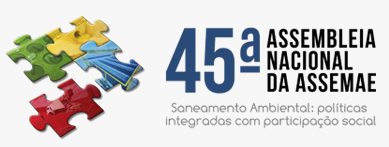 45ª ASSEMBLEIA
NACIONAL
DA ASSEMAE
Saneamento Ambiental: políticas
integradas com participação social